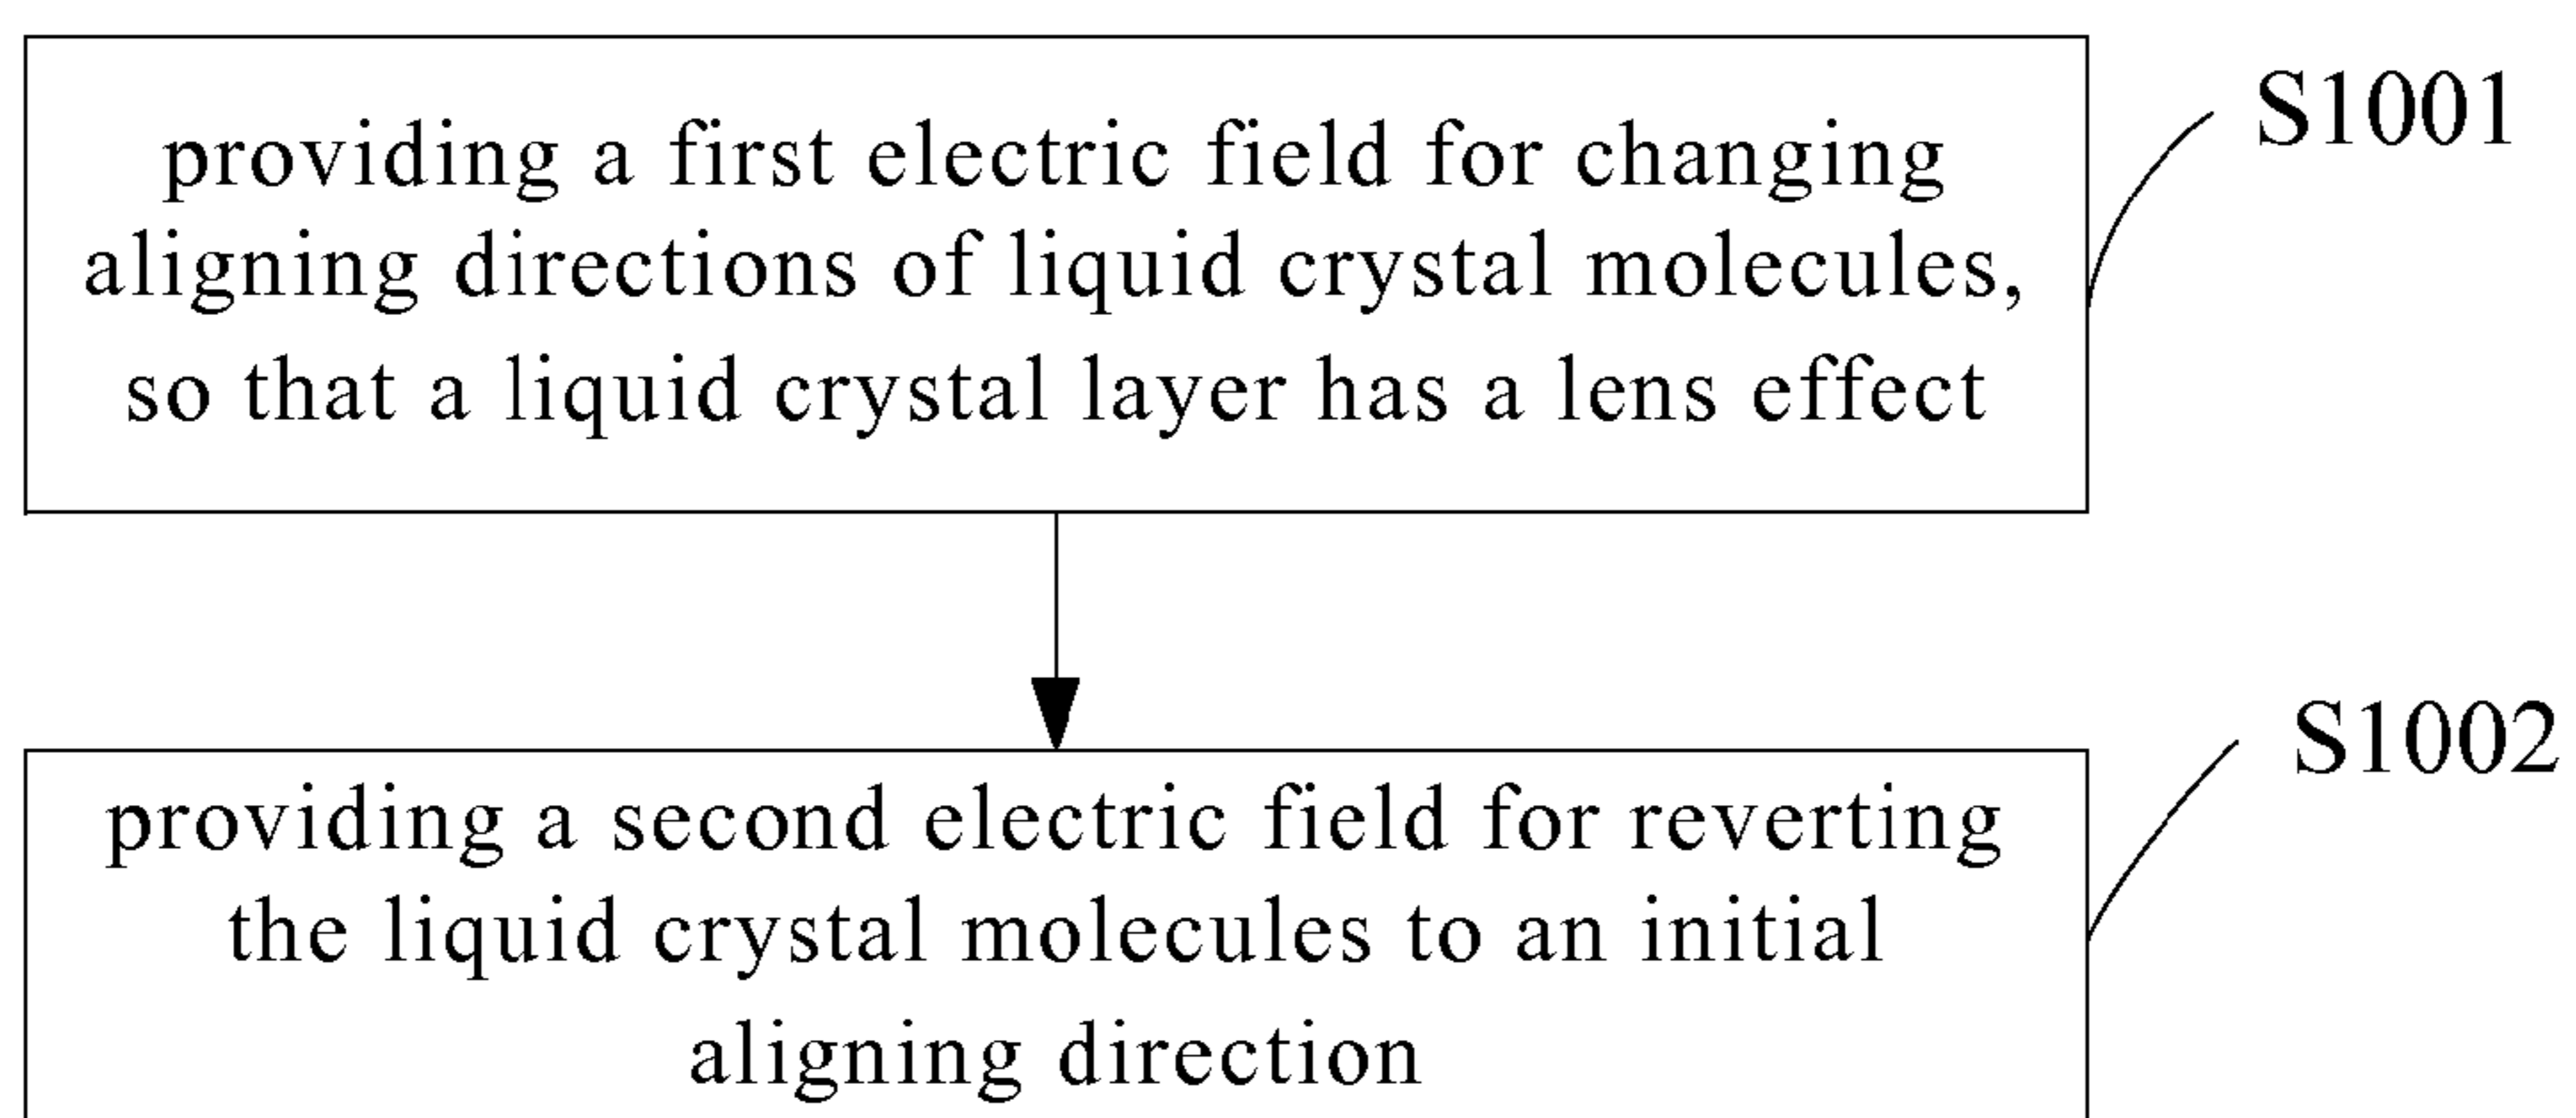 providing a first electric field for changing
aligning directions of liquid crystal molecules,
so that a liquid crystal layer has a lens effect
S1001
providing a second electric field for reverting
the liquid crystal molecules to an initial
aligning direction
S1002